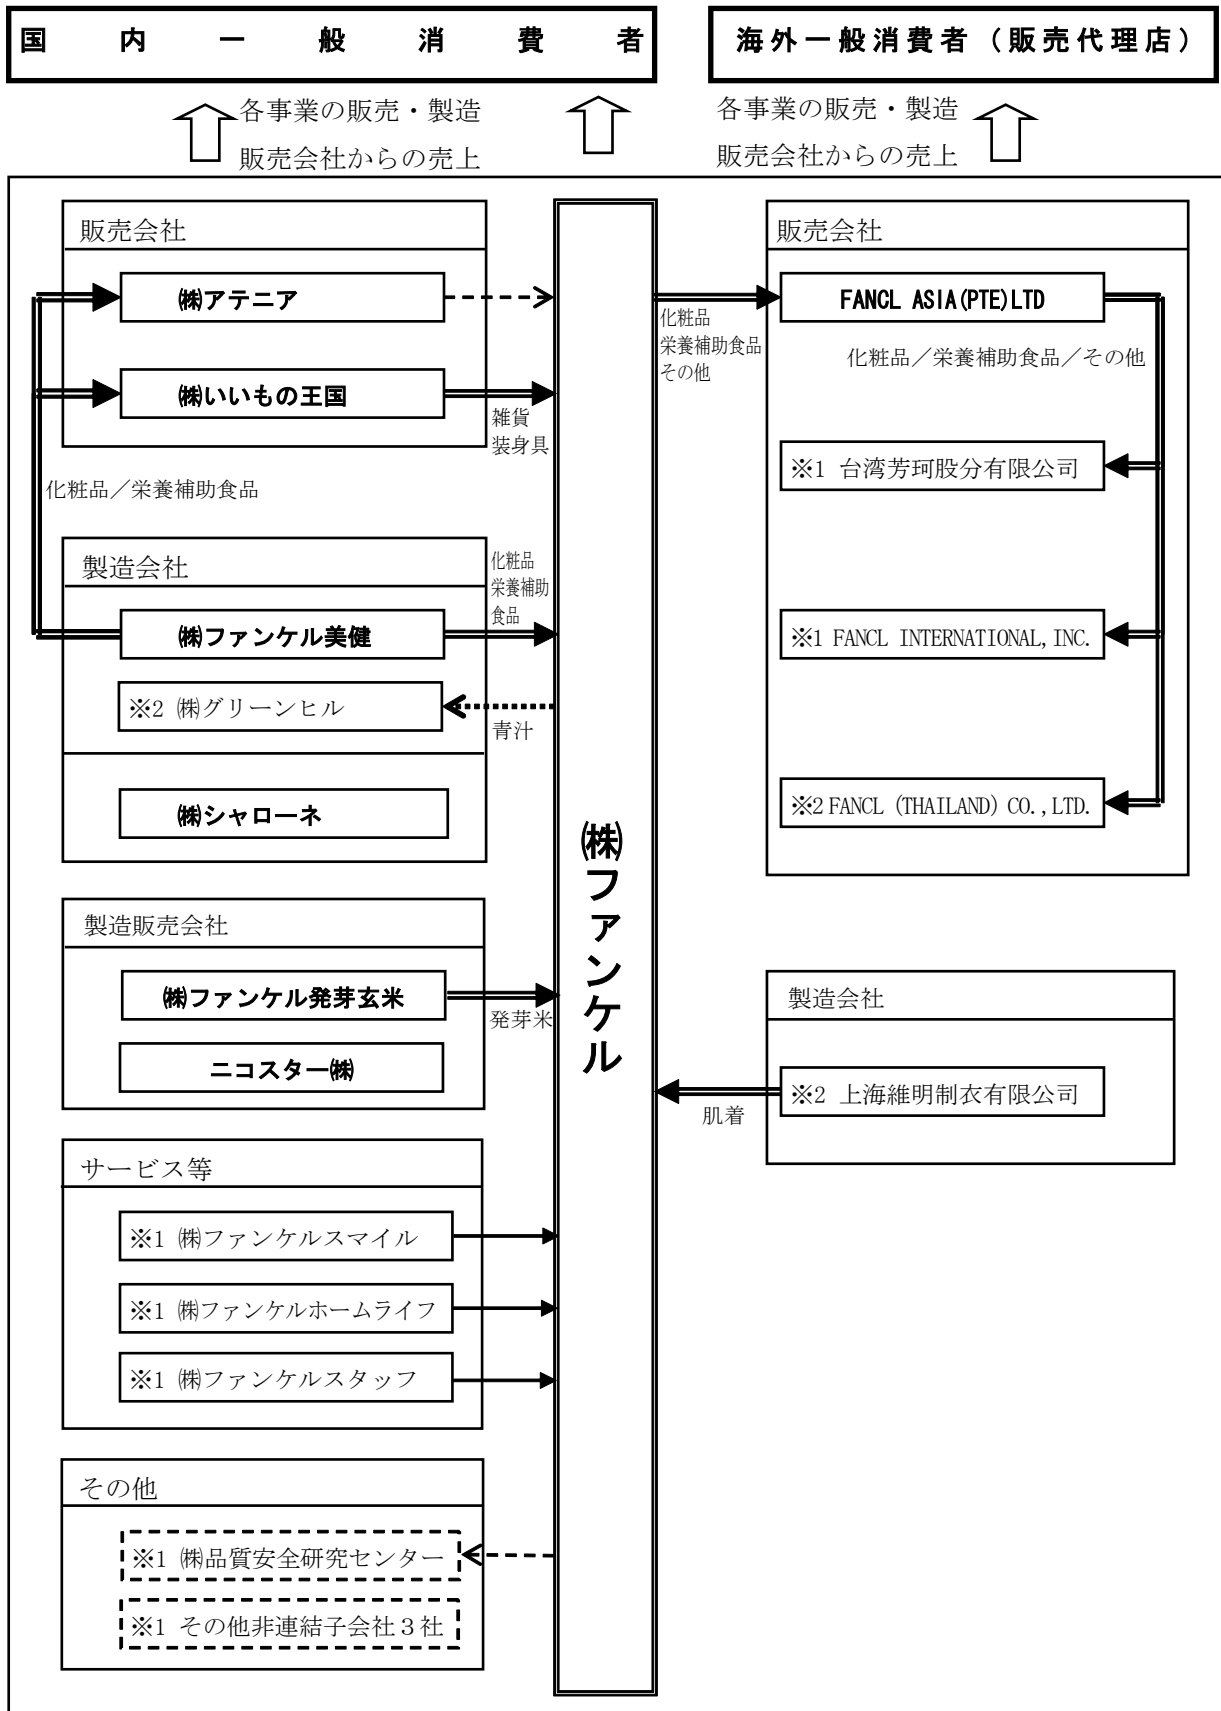 国内一般消費者
海外一般消費者（販売代理店）
各事業の販売・製造
販売会社からの売上
各事業の販売・製造
販売会社からの売上
販売会社
㈱アテニア
㈱いいもの王国
雑貨
装身具
化粧品／栄養補助食品
製造会社
化粧品
栄養補助
食品
㈱ファンケル美健
※2 ㈱グリーンヒル
青汁
㈱シャローネ
製造販売会社
㈱ファンケル発芽玄米
発芽米
ニコスター㈱
サービス等
※1 ㈱ファンケルスマイル
※1 ㈱ファンケルホームライフ
※1 ㈱ファンケルスタッフ
その他
※1 ㈱品質安全研究センター
※1 その他非連結子会社３社
㈱ファンケル
化粧品
栄養補助食品
その他
販売会社
FANCL ASIA(PTE)LTD
化粧品／栄養補助食品／その他
※1 台湾芳珂股分有限公司
※1 FANCL INTERNATIONAL,INC.
※2 FANCL (THAILAND) CO.,LTD.
製造会社
※2 上海維明制衣有限公司
肌着